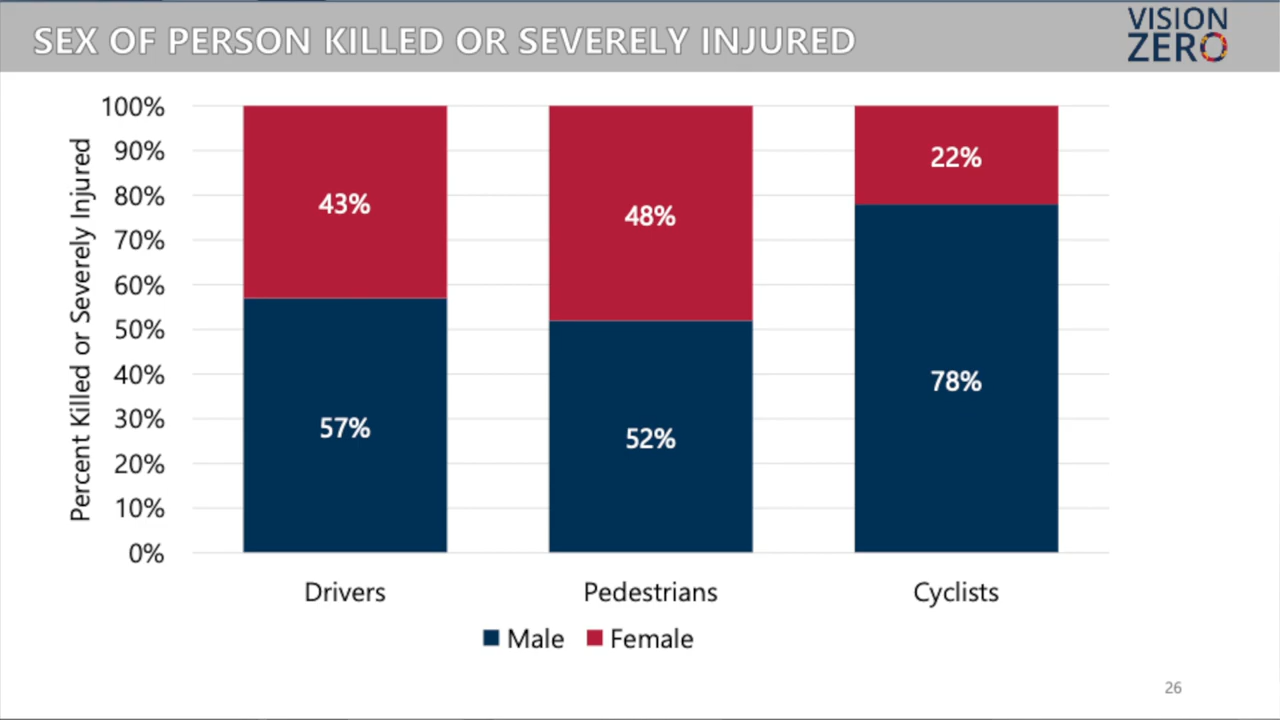 SEX OF PERSON KILLED OR SEVERELY INJURED
VISION
ZERO
Percent Killed or Severely Injured
100%
90%
80%
70%
60%
50%
40%
30%
20%
10%
0%
43%
48%
22%
57%
52%
78%
Drivers
Pedestrians
Cyclists
Male
Female
26